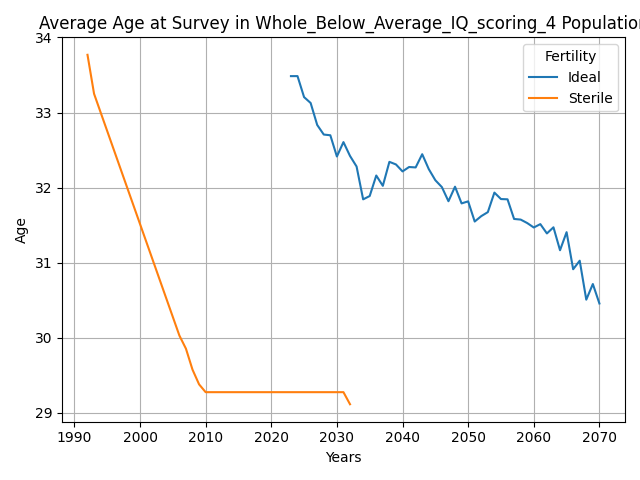 Average Age at Survey in Whole_Below_Average_IQ_scoring_4 Population
34
33
32
31
30
29
Age
Fertility
Ideal
Sterile
1990 2000 2010 2020 2030 2040 2050 2060 2070
Years